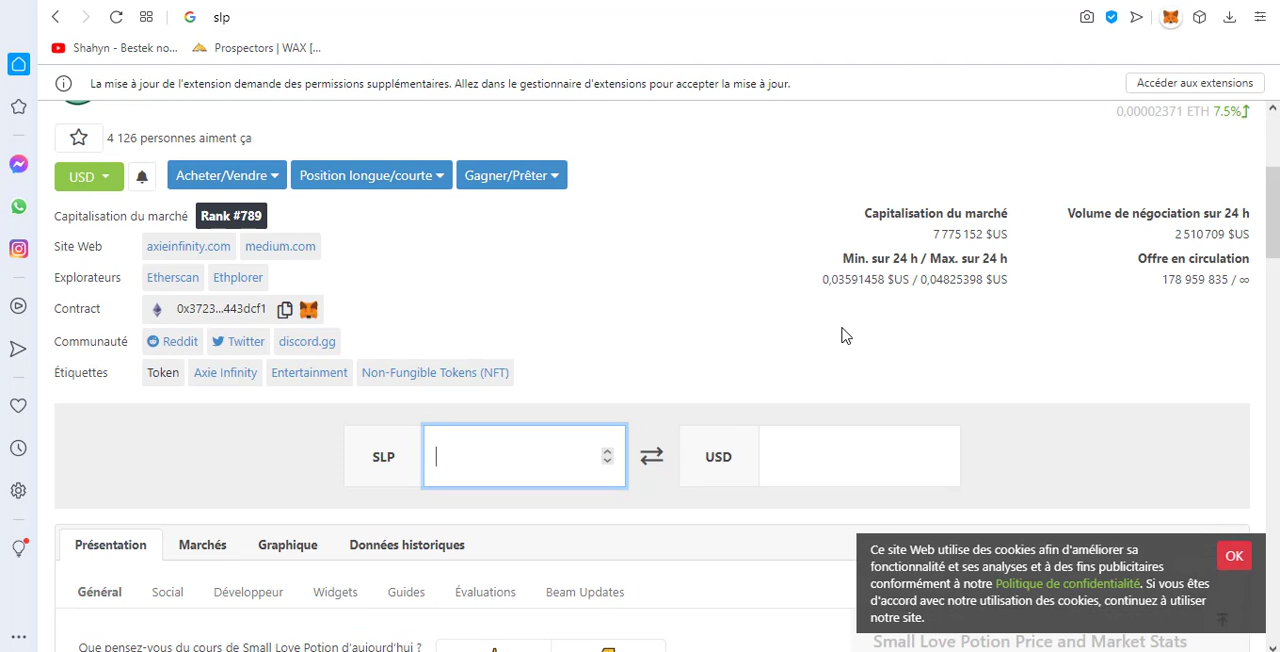 slp
Shahyn - Bestek no...
Prospectors | WAX [...
La mise à jour de l'extension demande des permissions supplémentaires. Allez dans le gestionnaire d'extensions pour accepter la mise à jour.
Accéder aux extensions
0,00002371 ETH 7.5%
4 126 personnes aiment ça
USD
Acheter/Vendre
Position longue/courte
Gagner/Prêter
Capitalisation du marché Rank #789
Site Web axieinfinity.com medium.com
Explorateurs Etherscan Ethplorer
Contract 0x3723...443dcf1
Communauté Reddit Twitter discord.gg
Étiquettes Token Axie Infinity Entertainment Non-Fungible Tokens (NFT)
Capitalisation du marché
7 775 152 $US
Min. sur 24 h / Max. sur 24 h
0,03591458 $US / 0,04825398 $US
Volume de négociation sur 24 h
2 510 709 $US
Offre en circulation
178 959 835 / ∞
SLP
USD
Présentation Marchés Graphique Données historiques
Général Social Développeur Widgets Guides Évaluations Beam Updates
Que pensez-vous du cours de Small Love Potion d'aujourd'hui ?
Ce site Web utilise des cookies afin d'améliorer sa
fonctionnalité et ses analyses et à des fins publicitaires
conformément à notre Politique de confidentialité. Si vous êtes
d'accord avec notre utilisation des cookies, continuez à utiliser
notre site.
OK
Small Love Potion Price and Market Stats